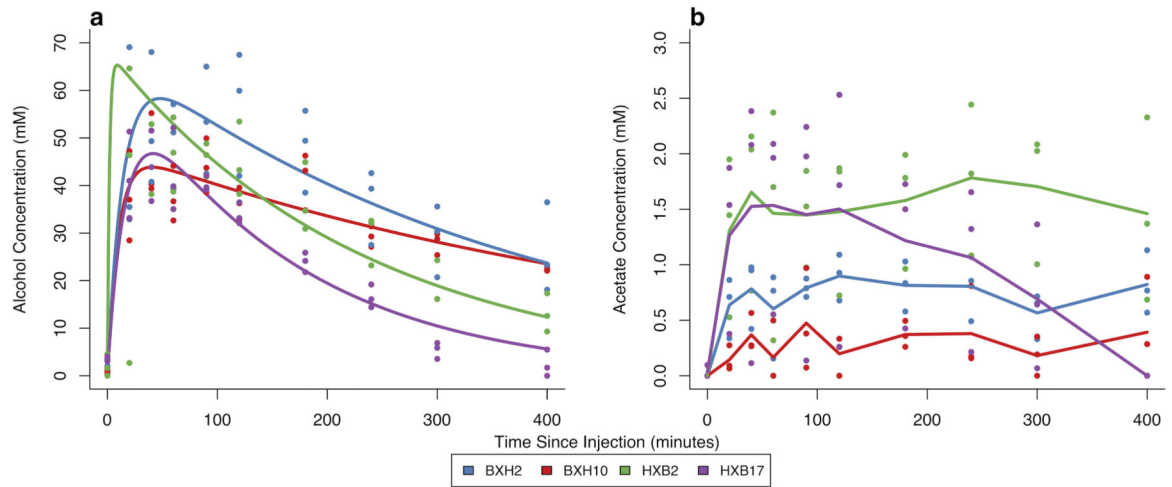 a
b
70
60
50
40
30
20
10
0
Alcohol Concentration (mM)
0 100 200 300 400
3.0
2.5
2.0
1.5
1.0
0.5
0.0
Acetate Concentration (mM)
0 100 200 300 400
Time Since Injection (minutes)
BXH2 BXH10 HXB2 HXB17